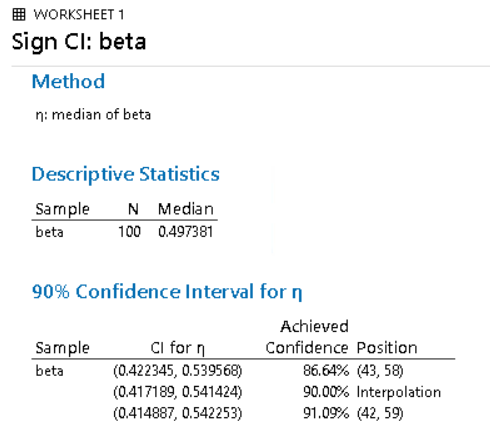 WORKSHEET 1
Sign CI: beta
Method
η: median of beta
Descriptive Statistics
Sample N Median
beta 100 0.497381
90% Confidence Interval for η
Achieved
Sample CI for η Confidence Position
beta (0.422345, 0.539568) 86.64% (43, 58)
(0.417189, 0.541424) 90.00% Interpolation
(0.414887, 0.542253) 91.09% (42, 59)